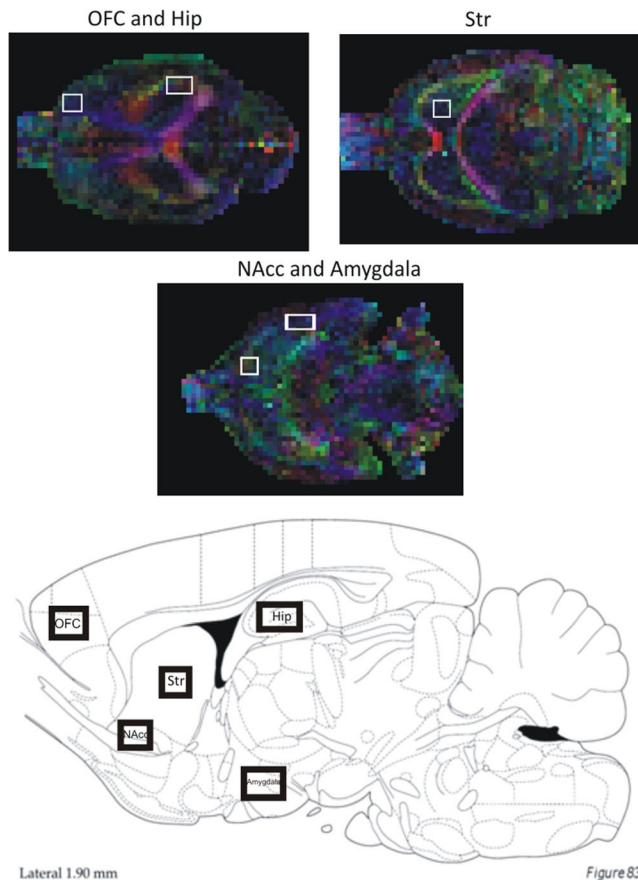 OFC and Hip
Str
NAcc and Amygdala
OFC
Hip
Str
NAcc
Amygdala
Lateral 1.90 mm
Figure 83